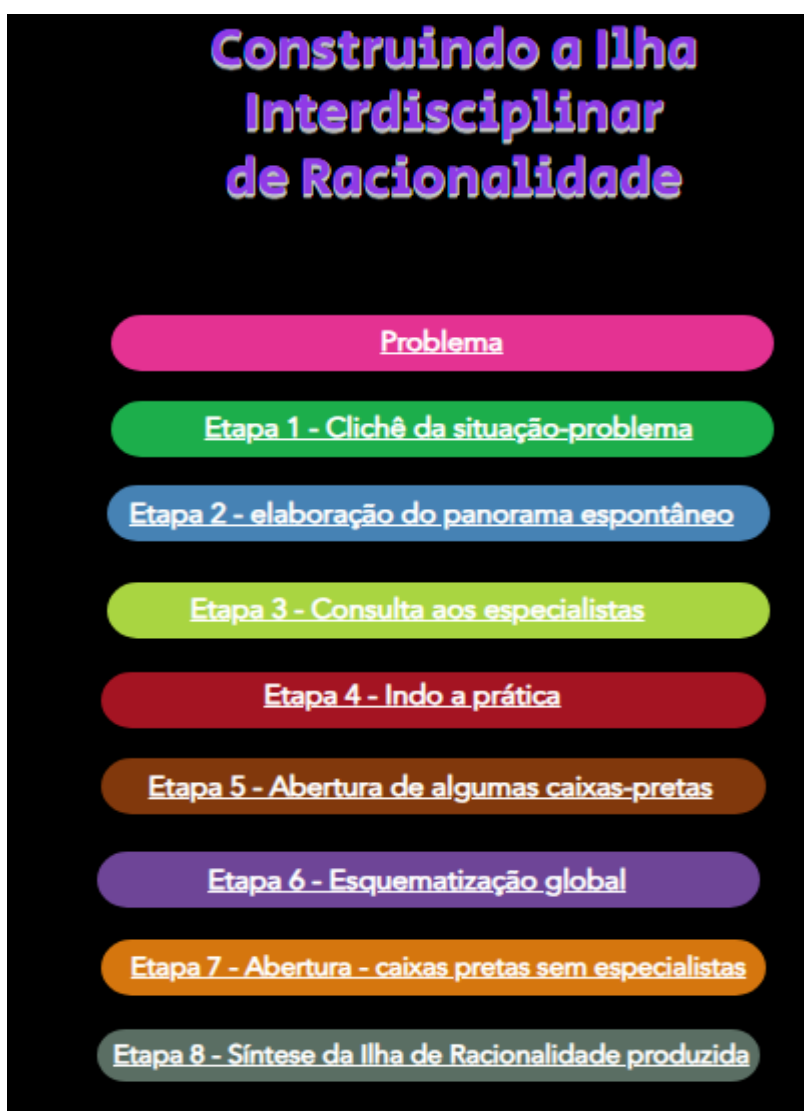 Construindo a Ilha
Interdisciplinar
de Racionalidade
Problema
Etapa 1 - Clichê da situação-problema
Etapa 2 - elaboração do panorama espontâneo
Etapa 3 - Consulta aos especialistas
Etapa 4 - Indo a prática
Etapa 5 - Abertura de algumas caixas-pretas
Etapa 6 - Esquematização global
Etapa 7 - Abertura - caixas pretas sem especialistas
Etapa 8 - Síntese da Ilha de Racionalidade produzida